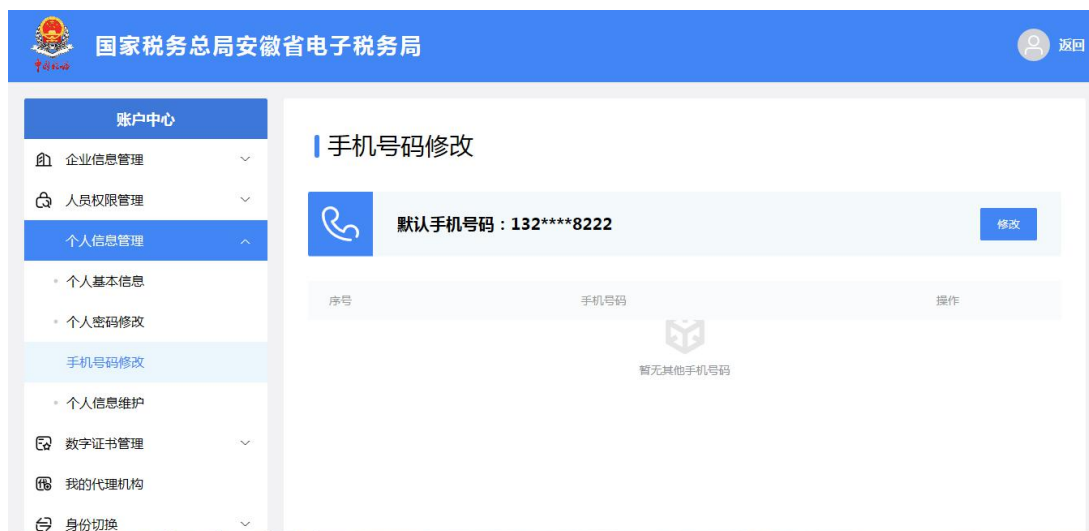 国家税务总局安徽省电子税务局
返回
中国税务
账户中心
企业信息管理
人员权限管理
个人信息管理
个人基本信息
个人密码修改
手机号码修改
个人信息维护
数字证书管理
我的代理机构
身份切换
手机号码修改
默认手机号码：132****8222
修改
序号 手机号码 操作
暂无其他手机号码